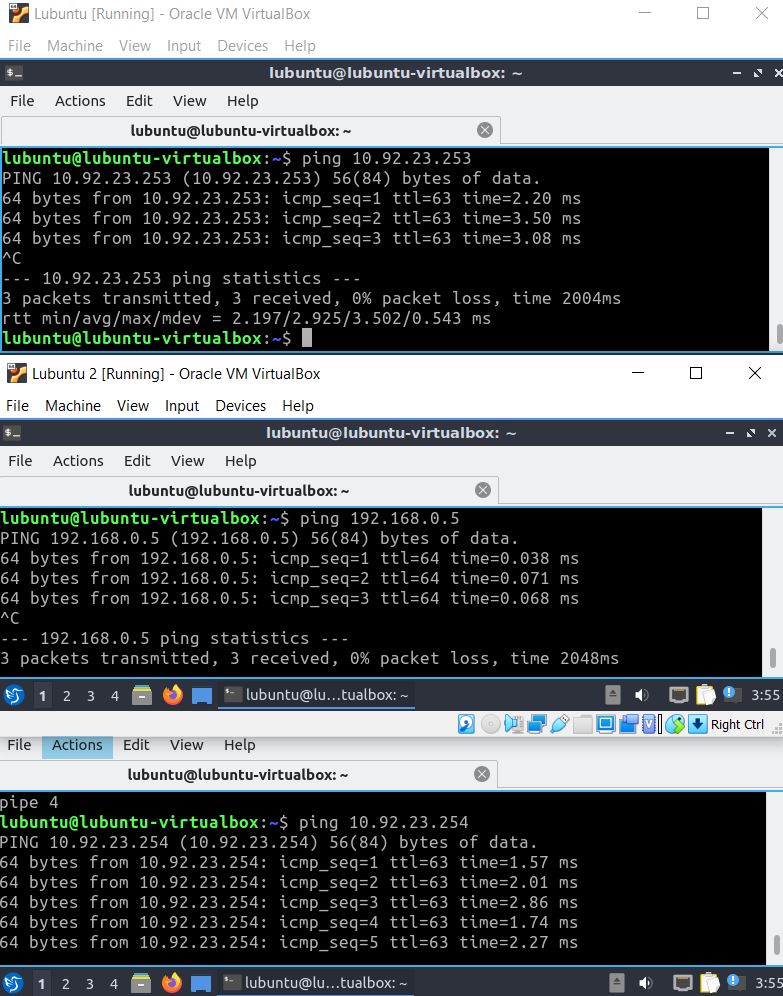 Lubuntu [Running] - Oracle VM VirtualBox
File Machine View Input Devices Help
lubuntu@lubuntu-virtualbox: ~
File Actions Edit View Help
lubuntu@lubuntu-virtualbox: ~
lubuntu@lubuntu-virtualbox:~$ ping 10.92.23.253
PING 10.92.23.253 (10.92.23.253) 56(84) bytes of data.
64 bytes from 10.92.23.253: icmp_seq=1 ttl=63 time=2.20 ms
64 bytes from 10.92.23.253: icmp_seq=2 ttl=63 time=3.50 ms
64 bytes from 10.92.23.253: icmp_seq=3 ttl=63 time=3.08 ms
^C
--- 10.92.23.253 ping statistics ---
3 packets transmitted, 3 received, 0% packet loss, time 2004ms
rtt min/avg/max/mdev = 2.197/2.925/3.502/0.543 ms
lubuntu@lubuntu-virtualbox:~$
Lubuntu 2 [Running] - Oracle VM VirtualBox
File Machine View Input Devices Help
lubuntu@lubuntu-virtualbox: ~
File Actions Edit View Help
lubuntu@lubuntu-virtualbox: ~
lubuntu@lubuntu-virtualbox:~$ ping 192.168.0.5
PING 192.168.0.5 (192.168.0.5) 56(84) bytes of data.
64 bytes from 192.168.0.5: icmp_seq=1 ttl=64 time=0.038 ms
64 bytes from 192.168.0.5: icmp_seq=2 ttl=64 time=0.071 ms
64 bytes from 192.168.0.5: icmp_seq=3 ttl=64 time=0.068 ms
^C
--- 192.168.0.5 ping statistics ---
3 packets transmitted, 3 received, 0% packet loss, time 2048ms
1 2 3 4 lubuntu@lu...tualbox: ~ 3:55
Right Ctrl
File Actions Edit View Help
lubuntu@lubuntu-virtualbox: ~
pipe 4
lubuntu@lubuntu-virtualbox:~$ ping 10.92.23.254
PING 10.92.23.254 (10.92.23.254) 56(84) bytes of data.
64 bytes from 10.92.23.254: icmp_seq=1 ttl=63 time=1.57 ms
64 bytes from 10.92.23.254: icmp_seq=2 ttl=63 time=2.01 ms
64 bytes from 10.92.23.254: icmp_seq=3 ttl=63 time=2.86 ms
64 bytes from 10.92.23.254: icmp_seq=4 ttl=63 time=1.74 ms
64 bytes from 10.92.23.254: icmp_seq=5 ttl=63 time=2.27 ms
1 2 3 4 lubuntu@lu...tualbox: ~ 3:55